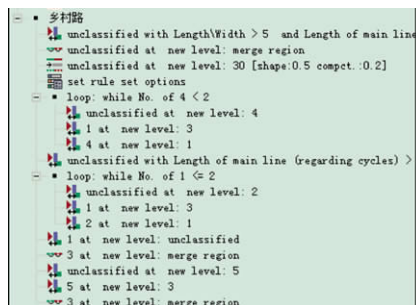 乡村路
unclassified with Length\Width > 5 and Length of main line
unclassified at new level: merge region
unclassified at new level: 30 [shape:0.5 compct.:0.2]
set rule set options
loop: while No. of 4 < 2
unclassified at new level: 4
1 at new level: 3
4 at new level: 1
unclassified with Length of main line (regarding cycles) >
loop: while No. of 1 <= 2
unclassified at new level: 2
1 at new level: 3
2 at new level: 1
1 at new level: unclassified
3 at new level: merge region
unclassified at new level: 5
5 at new level: 3
3 at new level: merge region